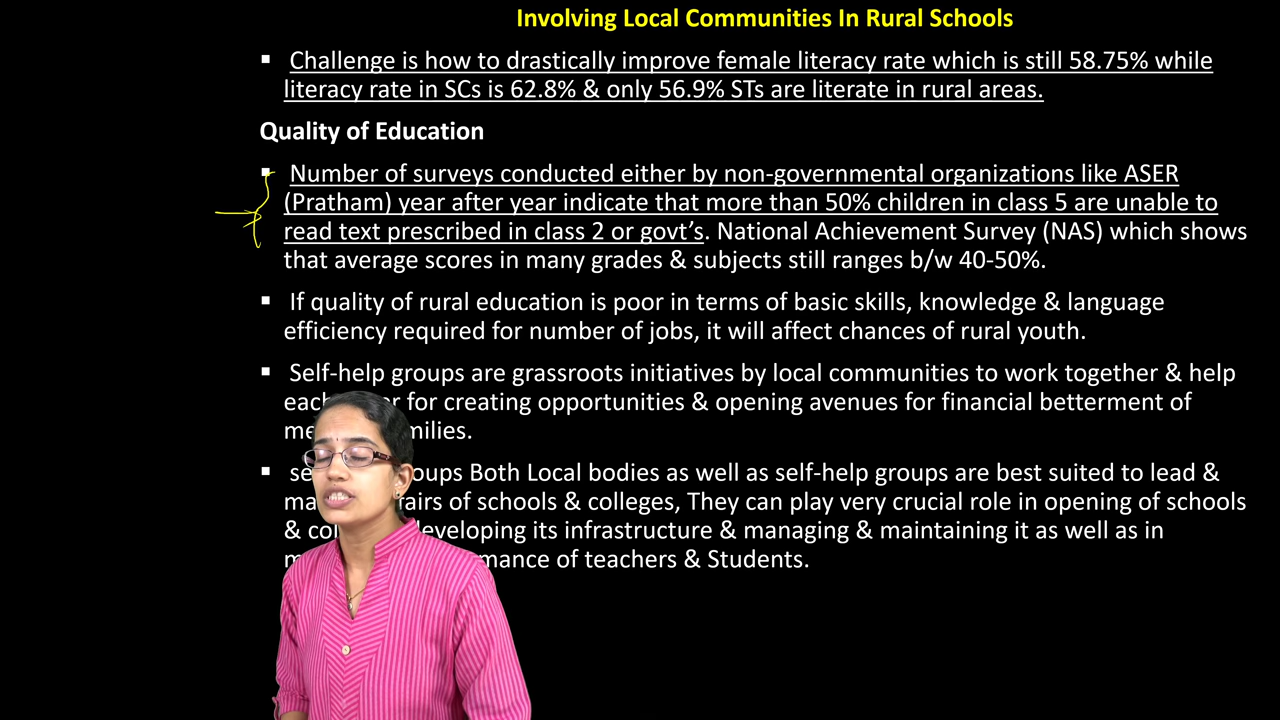 Involving Local Communities In Rural Schools
▪ Challenge is how to drastically improve female literacy rate which is still 58.75% while
literacy rate in SCs is 62.8% & only 56.9% STs are literate in rural areas.
Quality of Education
▪ Number of surveys conducted either by non-governmental organizations like ASER
(Pratham) year after year indicate that more than 50% children in class 5 are unable to
read text prescribed in class 2 or govt’s. National Achievement Survey (NAS) which shows
that average scores in many grades & subjects still ranges b/w 40-50%.
▪ If quality of rural education is poor in terms of basic skills, knowledge & language
efficiency required for number of jobs, it will affect chances of rural youth.
▪ Self-help groups are grassroots initiatives by local communities to work together & help
for creating opportunities & opening avenues for financial betterment of
▪ Both Local bodies as well as self-help groups are best suited to lead &
of schools & colleges, They can play very crucial role in opening of schools
& its infrastructure & managing & maintaining it as well as in
of teachers & Students.